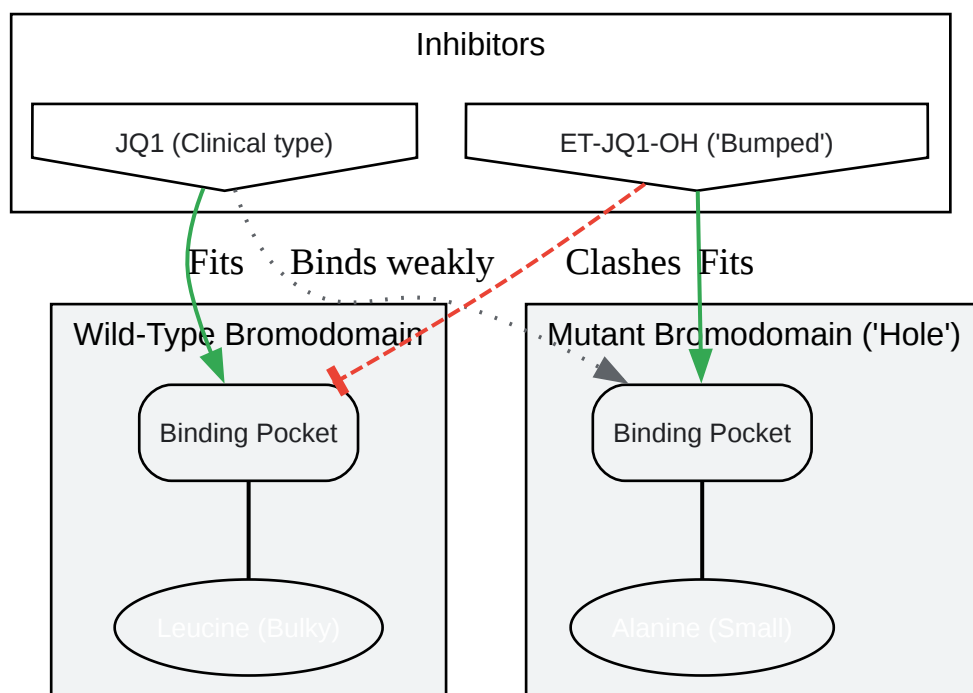 Inhibitors
JQ1 (Clinical type)
ET-JQ1-OH ('Bumped')
Fits
Binds weakly
Clashes
Fits
Wild-Type Bromodomain
Mutant Bromodomain ('Hole')
Binding Pocket
Binding Pocket
Leucine (Bulky)
Alanine (Small)